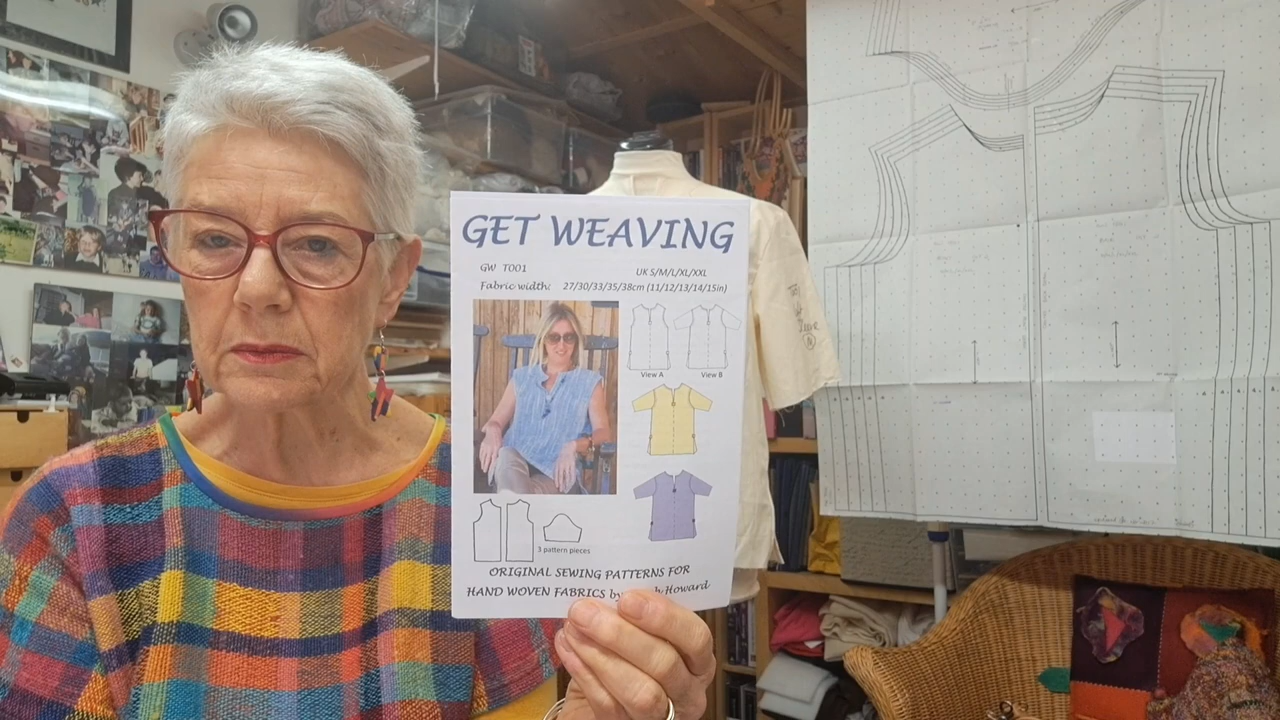 GET WEAVING
GW T001
UK S/M/L/XL/XXL
Fabric width: 27/30/33/35/38cm (11/12/13/14/15in)
View A
View B
3 pattern pieces
ORIGINAL SEWING PATTERNS FOR
HAND WOVEN FABRICS by Howard